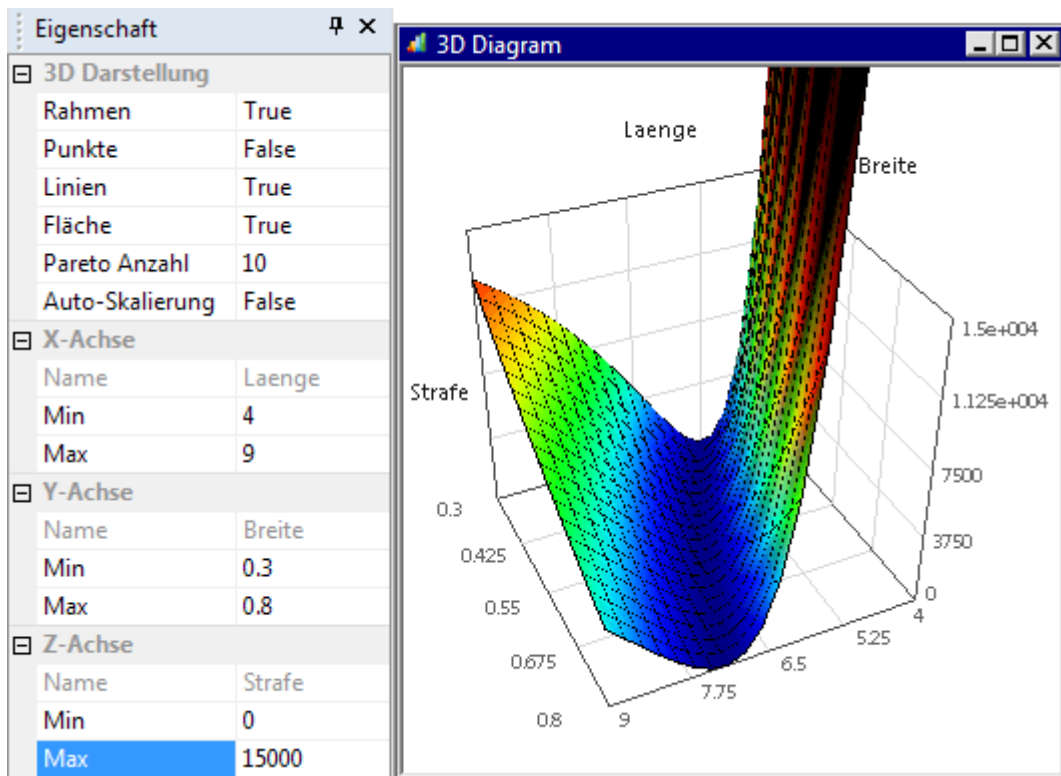 Eigenschaft
3D Darstellung
Rahmen True
Punkte False
Linien True
Fläche True
Pareto Anzahl 10
Auto-Skalierung False
X-Achse
Name Laenge
Min 4
Max 9
Y-Achse
Name Breite
Min 0.3
Max 0.8
Z-Achse
Name Strafe
Min 0
Max 15000
3D Diagram
Laenge
Breite
Strafe
1.5e+004
1.125e+004
7500
3750
0
0.3
0.425
0.55
0.675
0.8
9
7.75
6.5
5.25
4